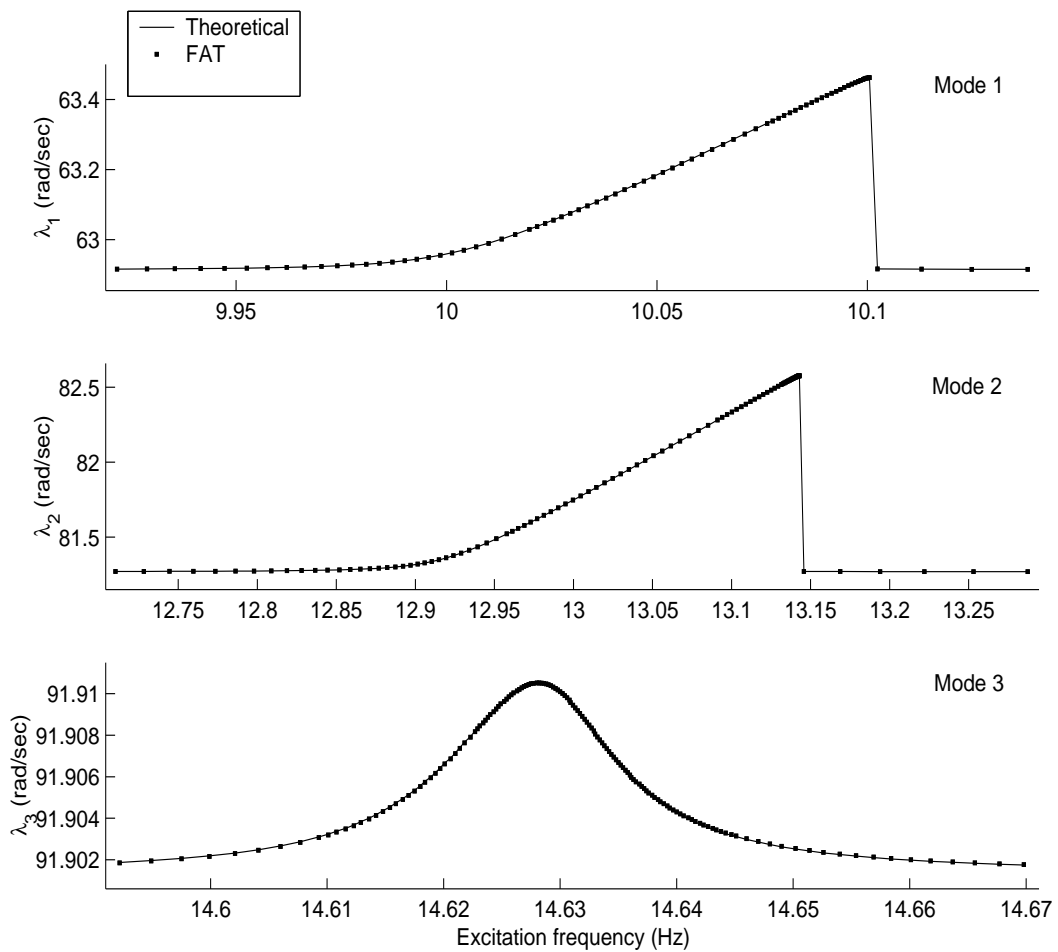 Theoretical
FAT
63.4
63.2
63
λ1 (rad/sec)
Mode 1
9.95 10 10.05 10.1
82.5
82
81.5
λ2 (rad/sec)
Mode 2
12.75 12.8 12.85 12.9 12.95 13 13.05 13.1 13.15 13.2 13.25
91.91
91.908
91.906
91.904
91.902
λ3 (rad/sec)
Mode 3
14.6 14.61 14.62 14.63 14.64 14.65 14.66 14.67
Excitation frequency (Hz)